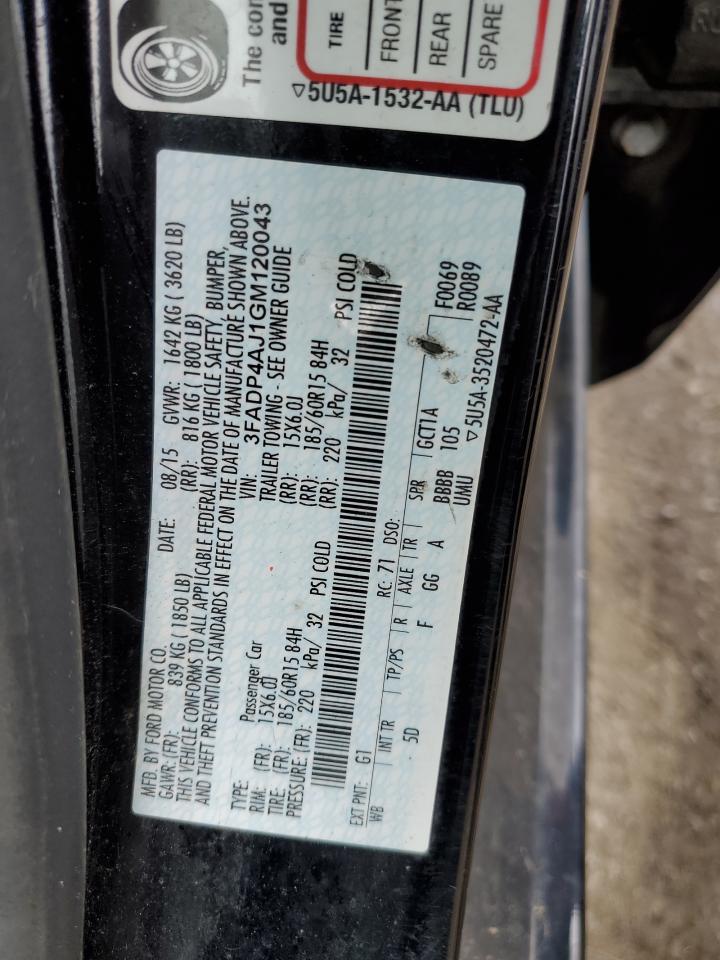 The con
and
TIRE
FRONT
REAR
SPARE
▽5U5A-1532-AA (TLU)
MFD. BY FORD MOTOR CO.
DATE: 08/15 GVWR: 1642 KG ( 3620 LB)
GAWR: (FR): 839 KG (1850 LB) (RR): 816 KG (1800 LB)
THIS VEHICLE CONFORMS TO ALL APPLICABLE FEDERAL MOTOR VEHICLE SAFETY, BUMPER,
AND THEFT PREVENTION STANDARDS IN EFFECT ON THE DATE OF MANUFACTURE SHOWN ABOVE.
VIN: 3FADP4AJ1GM120043
TYPE: Passenger Car TRAILER TOWING - SEE OWNER GUIDE
RIM: (FR): 15X6.0J (RR): 15X6.0J
TIRE: (FR): 185/60R15 84H (RR): 185/60R15 84H
PRESSURE: (FR): 220 kPa/ 32 PSI COLD (RR): 220 kPa/ 32 PSI COLD
EXT PNT: G1 RC: 71 DSO: F0069
WB INT TR TP/PS R AXLE TR SPR GCT1A R0089
5D F GG A BBBB 105
UMU ▽5U5A-3520472-AA